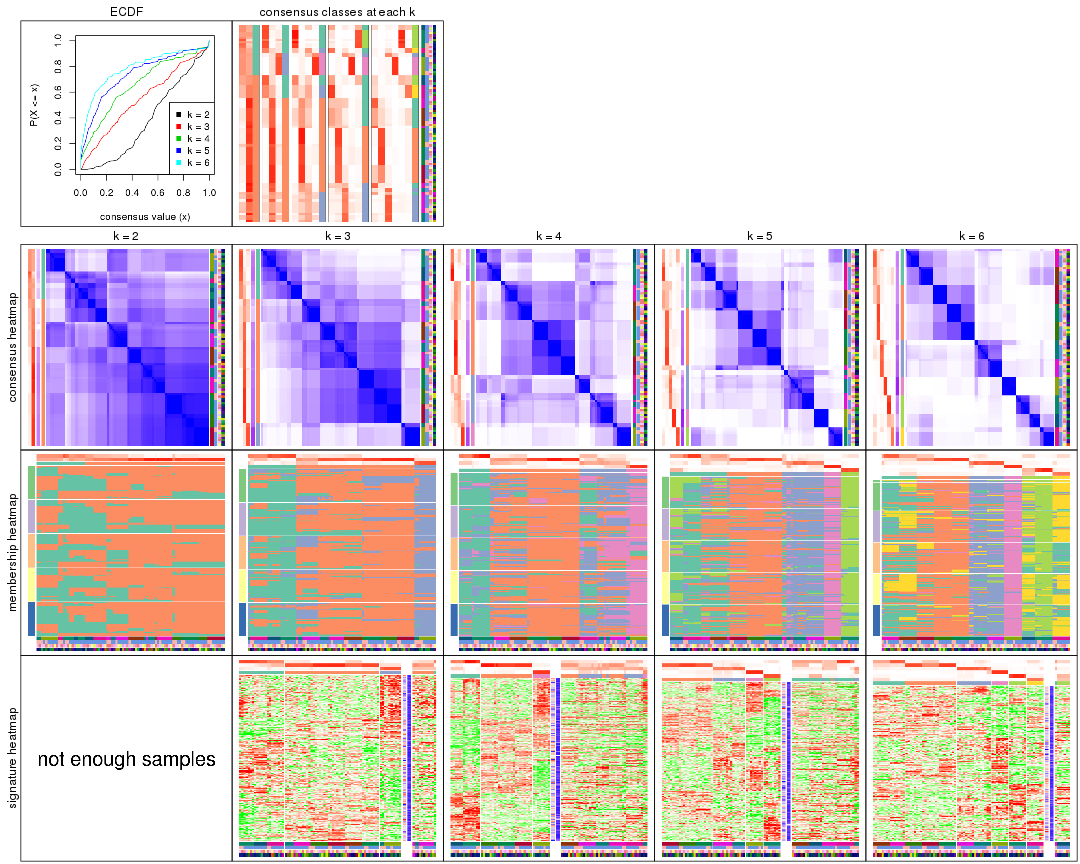 ECDF
consensus classes at each k
P(X <= x)
0.0
0.2
0.4
0.6
0.8
1.0
k = 2
k = 3
k = 4
k = 5
k = 6
0.0 0.2 0.4 0.6 0.8 1.0
consensus value (x)
k = 2
k = 3
k = 4
k = 5
k = 6
consensus heatmap
membership heatmap
signature heatmap
not enough samples